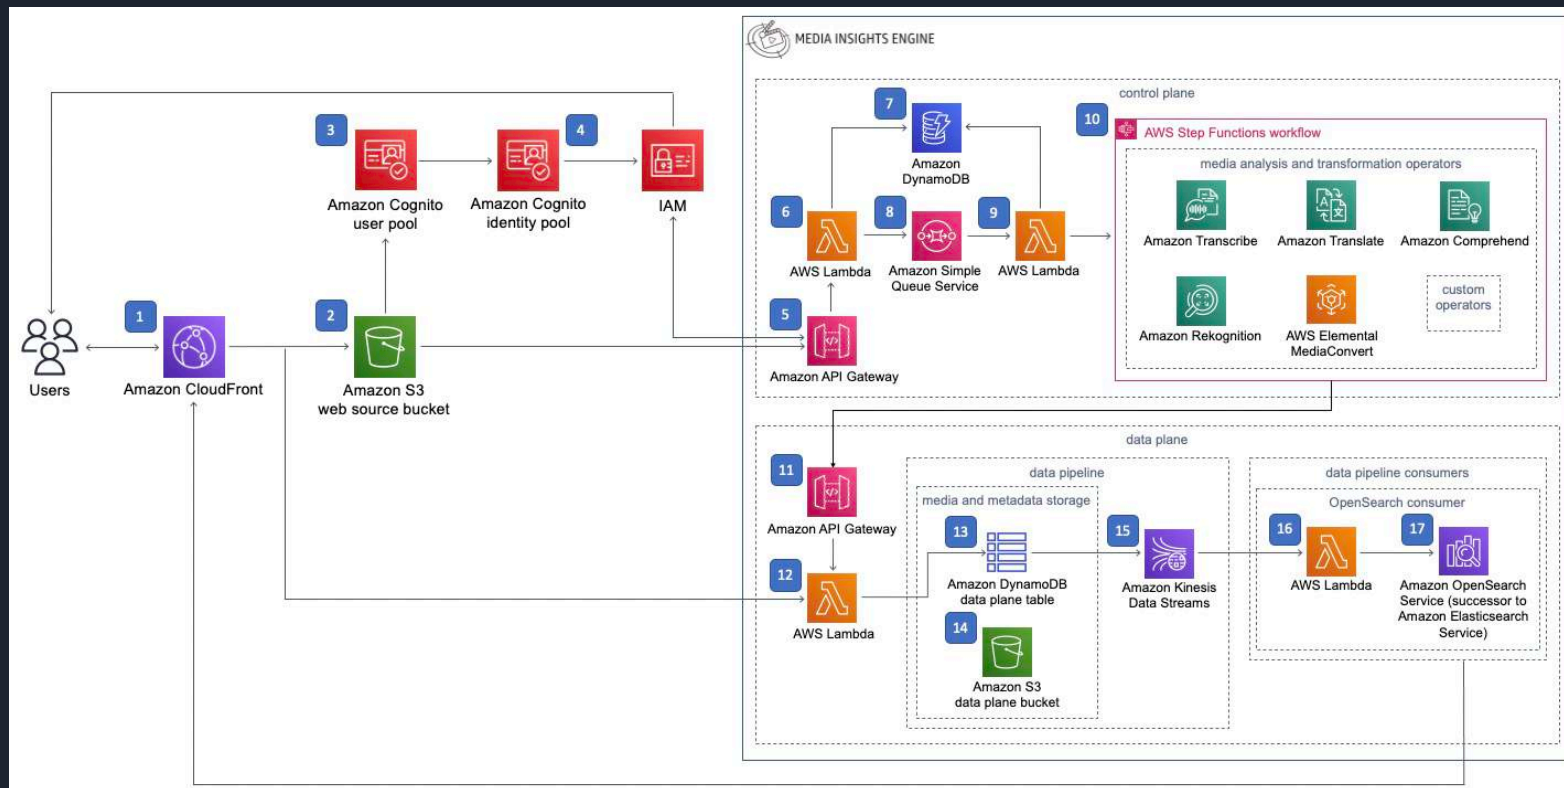 MEDIA INSIGHTS ENGINE
control plane
7
Amazon
DynamoDB
10
AWS Step Functions workflow
media analysis and transformation operators
Amazon Transcribe
Amazon Translate
Amazon Comprehend
Amazon Rekognition
AWS Elemental
MediaConvert
custom
operators
3
Amazon Cognito
user pool
4
Amazon Cognito
identity pool
IAM
6
AWS Lambda
8
Amazon Simple
Queue Service
9
AWS Lambda
Users
1
Amazon CloudFront
2
Amazon S3
web source bucket
5
Amazon API Gateway
data plane
11
Amazon API Gateway
12
AWS Lambda
data pipeline
media and metadata storage
13
Amazon DynamoDB
data plane table
14
Amazon S3
data plane bucket
15
Amazon Kinesis
Data Streams
data pipeline consumers
OpenSearch consumer
16
AWS Lambda
17
Amazon OpenSearch
Service (successor to
Amazon Elasticsearch
Service)